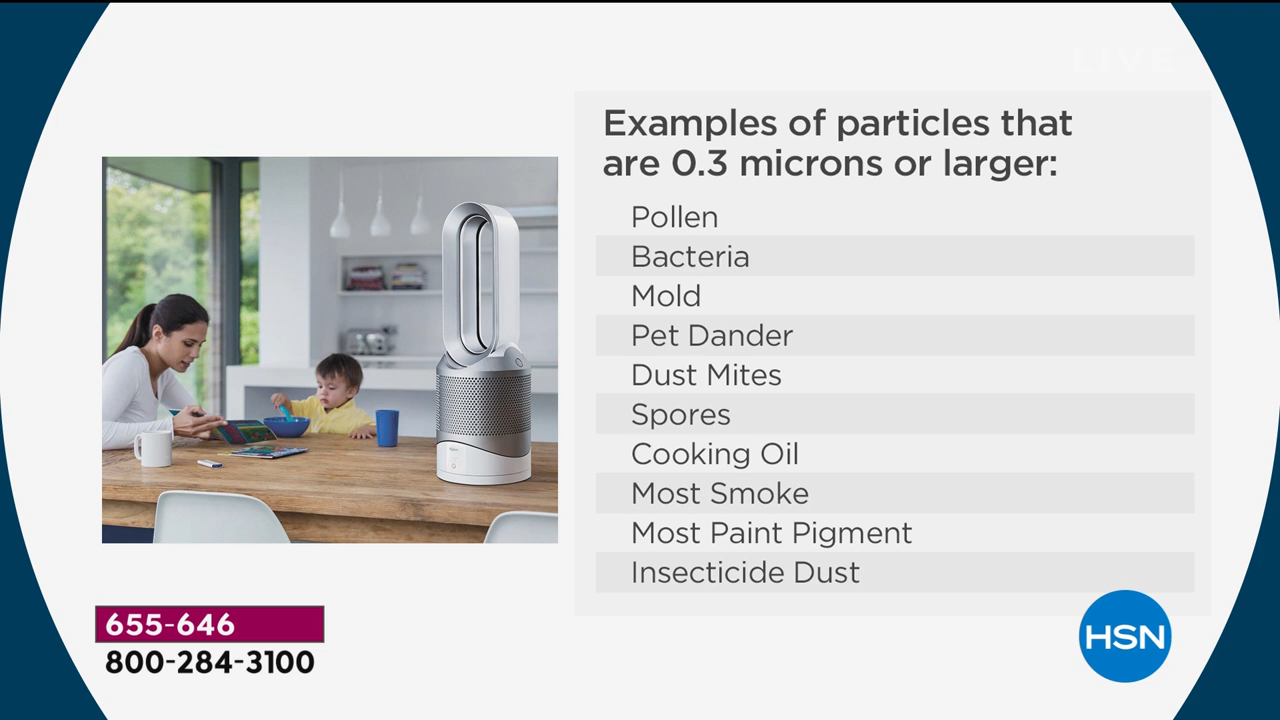 LIVE
Examples of particles that
are 0.3 microns or larger:
Pollen
Bacteria
Mold
Pet Dander
Dust Mites
Spores
Cooking Oil
Most Smoke
Most Paint Pigment
Insecticide Dust
655-646
800-284-3100
HSN